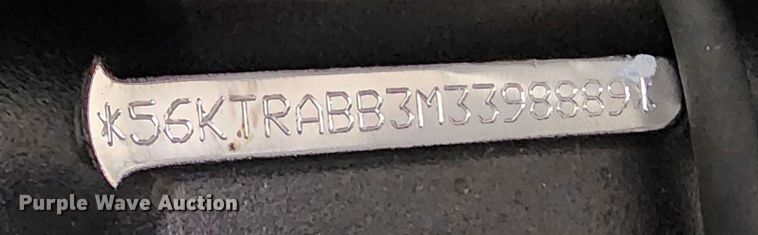 *56KTRABB3M3398889*
Purple Wave Auction